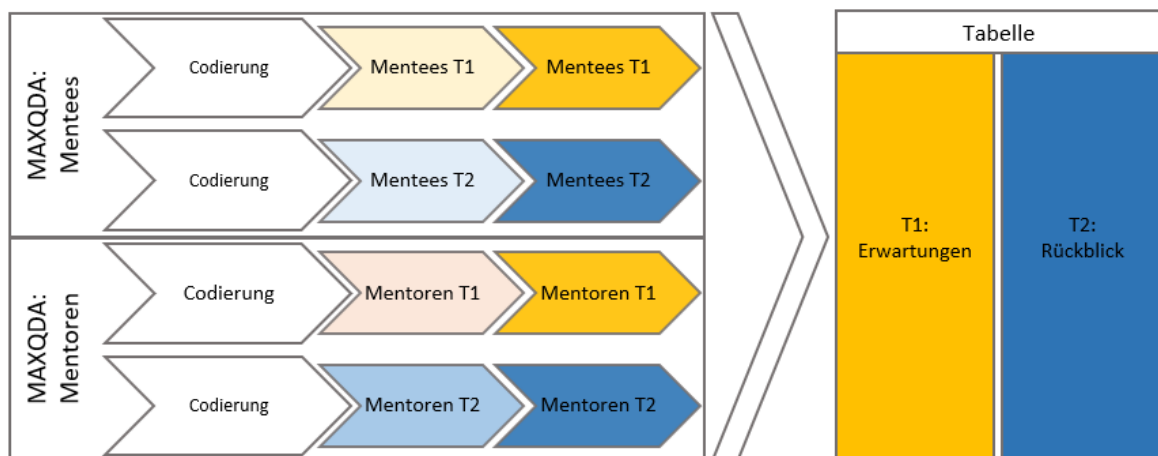 MAXQDA:
Mentees
Codierung
Mentees T1
Mentees T1
Codierung
Mentees T2
Mentees T2
MAXQDA:
Mentoren
Codierung
Mentoren T1
Mentoren T1
Codierung
Mentoren T2
Mentoren T2
Tabelle
T1:
Erwartungen
T2:
Rückblick